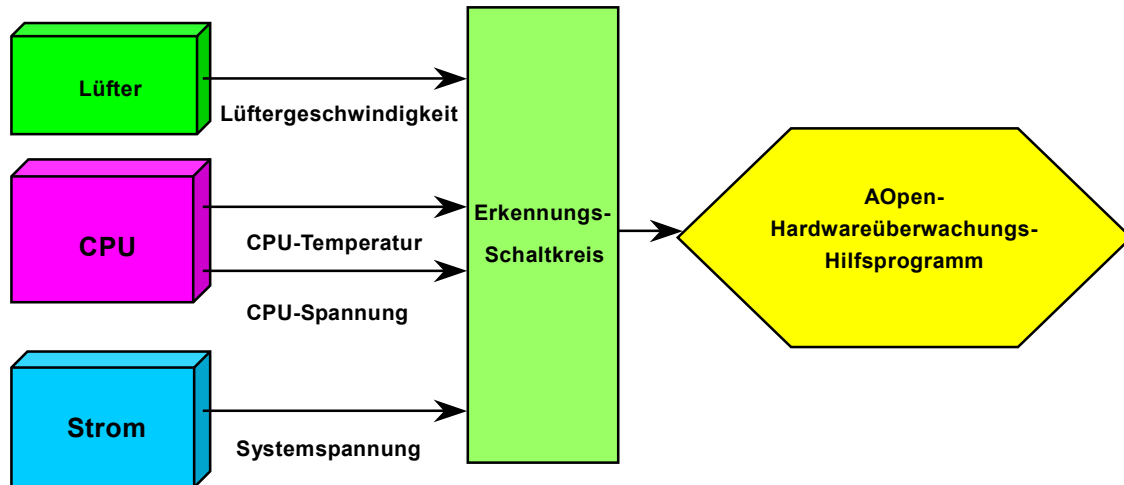 Lüfter
Lüftergeschwindigkeit
CPU
CPU-Temperatur
CPU-Spannung
Strom
Systemspannung
Erkennungs-
Schaltkreis
AOpen-
Hardwareüberwachungs-
Hilfsprogramm